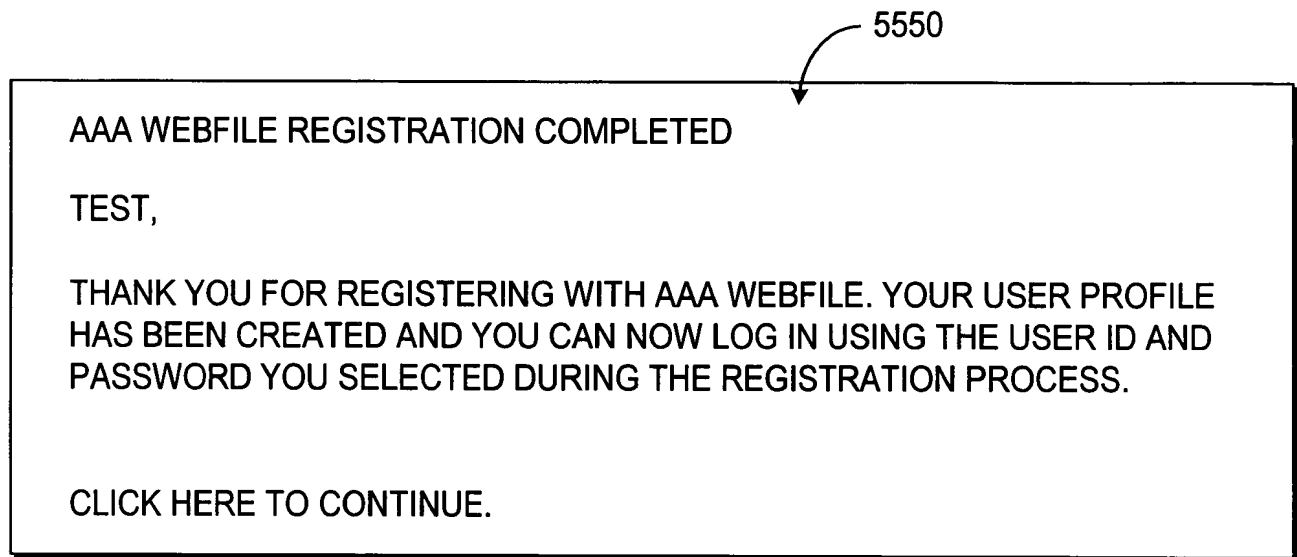 5550
AAA WEBFILE REGISTRATION COMPLETED
TEST,
THANK YOU FOR REGISTERING WITH AAA WEBFILE. YOUR USER PROFILE
HAS BEEN CREATED AND YOU CAN NOW LOG IN USING THE USER ID AND
PASSWORD YOU SELECTED DURING THE REGISTRATION PROCESS.
CLICK HERE TO CONTINUE.